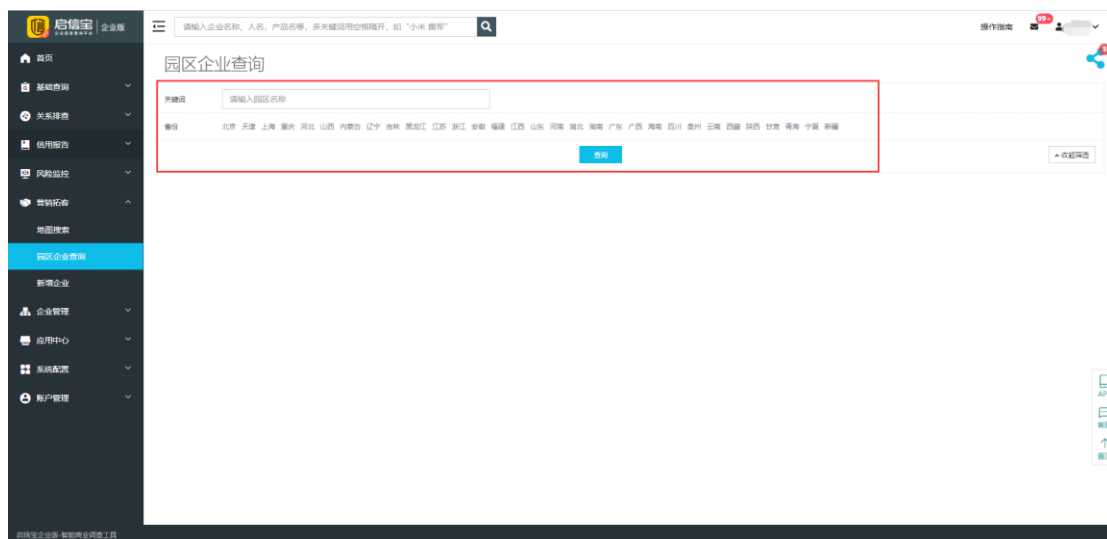 启信宝 企业版
请输入企业名称、人名，产品名等，多关键词用空格隔开，如“小米 雷军”
操作指南
99+
首页
园区企业查询
基础查询
关键词 请输入园区名称
关系排查
省份 北京 天津 上海 重庆 河北 山西 内蒙古 辽宁 吉林 黑龙江 江苏 浙江 安徽 福建 江西 山东 河南 湖北 湖南 广东 广西 海南 四川 贵州 云南 西藏 陕西 甘肃 青海 宁夏 新疆
信用报告
查询
收起筛选
风险监控
营销拓客
地图搜索
园区企业查询
新增企业
企业管理
应用中心
系统配置
账户管理
启信宝企业版-智能商业调查工具